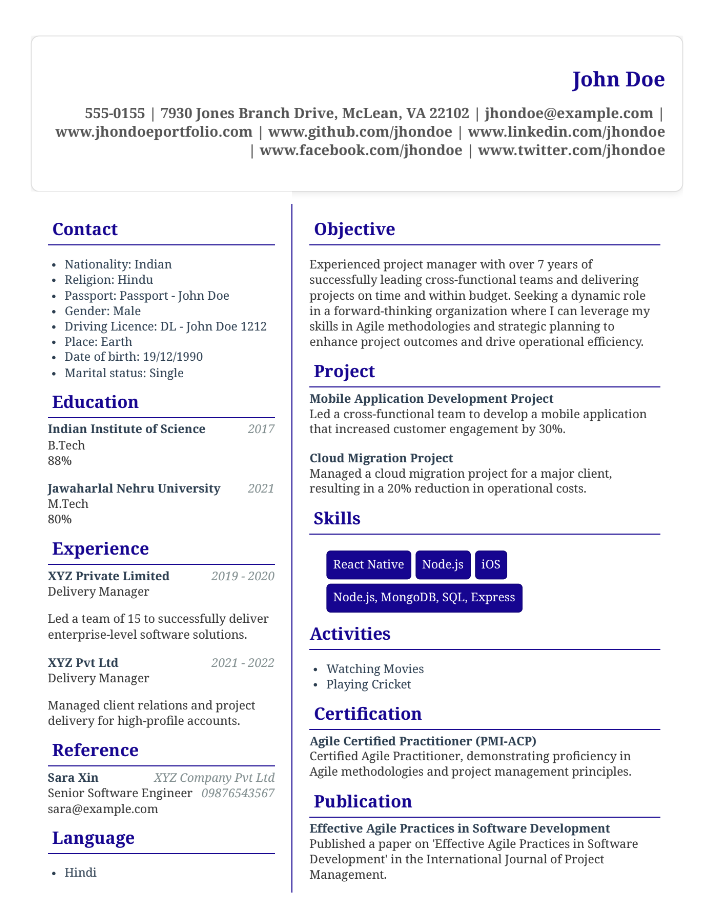 John Doe
555-0155 | 7930 Jones Branch Drive, McLean, VA 22102 | jhondoe@example.com |
www.jhondoeportfolio.com | www.github.com/jhondoe | www.linkedin.com/jhondoe
| www.facebook.com/jhondoe | www.twitter.com/jhondoe
Contact
• Nationality: Indian
• Religion: Hindu
• Passport: Passport - John Doe
• Gender: Male
• Driving Licence: DL - John Doe 1212
• Place: Earth
• Date of birth: 19/12/1990
• Marital status: Single
Education
Indian Institute of Science 2017
B.Tech
88%
Jawaharlal Nehru University 2021
M.Tech
80%
Experience
XYZ Private Limited 2019 - 2020
Delivery Manager
Led a team of 15 to successfully deliver
enterprise-level software solutions.
XYZ Pvt Ltd 2021 - 2022
Delivery Manager
Managed client relations and project
delivery for high-profile accounts.
Reference
Sara Xin XYZ Company Pvt Ltd
Senior Software Engineer 09876543567
sara@example.com
Language
• Hindi
Objective
Experienced project manager with over 7 years of
successfully leading cross-functional teams and delivering
projects on time and within budget. Seeking a dynamic role
in a forward-thinking organization where I can leverage my
skills in Agile methodologies and strategic planning to
enhance project outcomes and drive operational efficiency.
Project
Mobile Application Development Project
Led a cross-functional team to develop a mobile application
that increased customer engagement by 30%.
Cloud Migration Project
Managed a cloud migration project for a major client,
resulting in a 20% reduction in operational costs.
Skills
React Native Node.js iOS
Node.js, MongoDB, SQL, Express
Activities
• Watching Movies
• Playing Cricket
Certification
Agile Certified Practitioner (PMI-ACP)
Certified Agile Practitioner, demonstrating proficiency in
Agile methodologies and project management principles.
Publication
Effective Agile Practices in Software Development
Published a paper on 'Effective Agile Practices in Software
Development' in the International Journal of Project
Management.